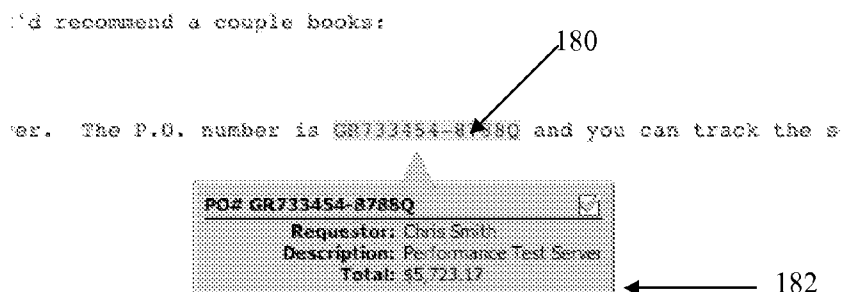 I'd recommend a couple books:
180
er. The P.O. number is GR733454-8788Q and you can track the s
PO# GR733454-8788Q
Requestor: Chris Smith
Description: Performance Test Server
Total: $5,723.17
182